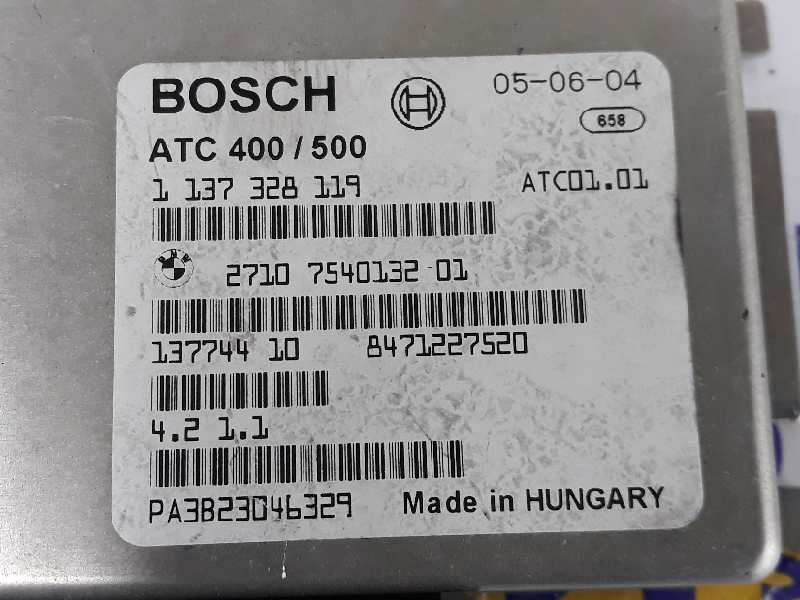 BOSCH 05-06-04
658
ATC 400 / 500
1 137 328 119 ATC01.01
2710 7540132 01
137744 10 8471227520
4.2 1.1
PA3B23046329 Made in HUNGARY